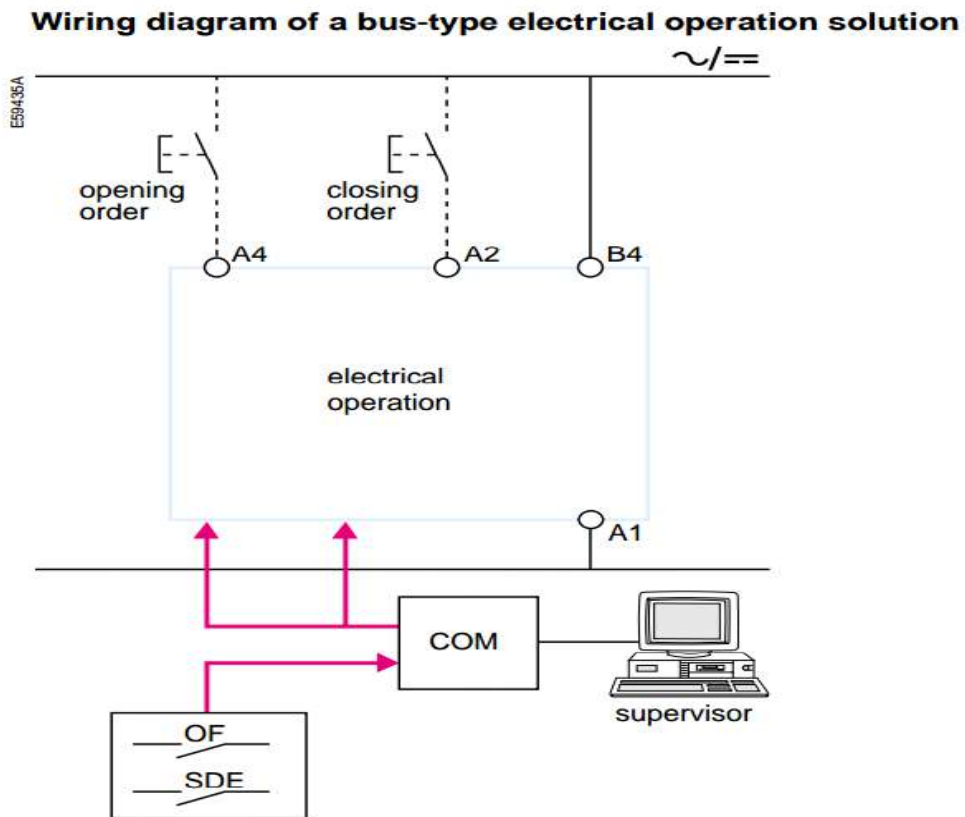 Wiring diagram of a bus-type electrical operation solution
E59435A
opening
order
closing
order
A4
A2
B4
electrical
operation
A1
COM
supervisor
OF
SDE